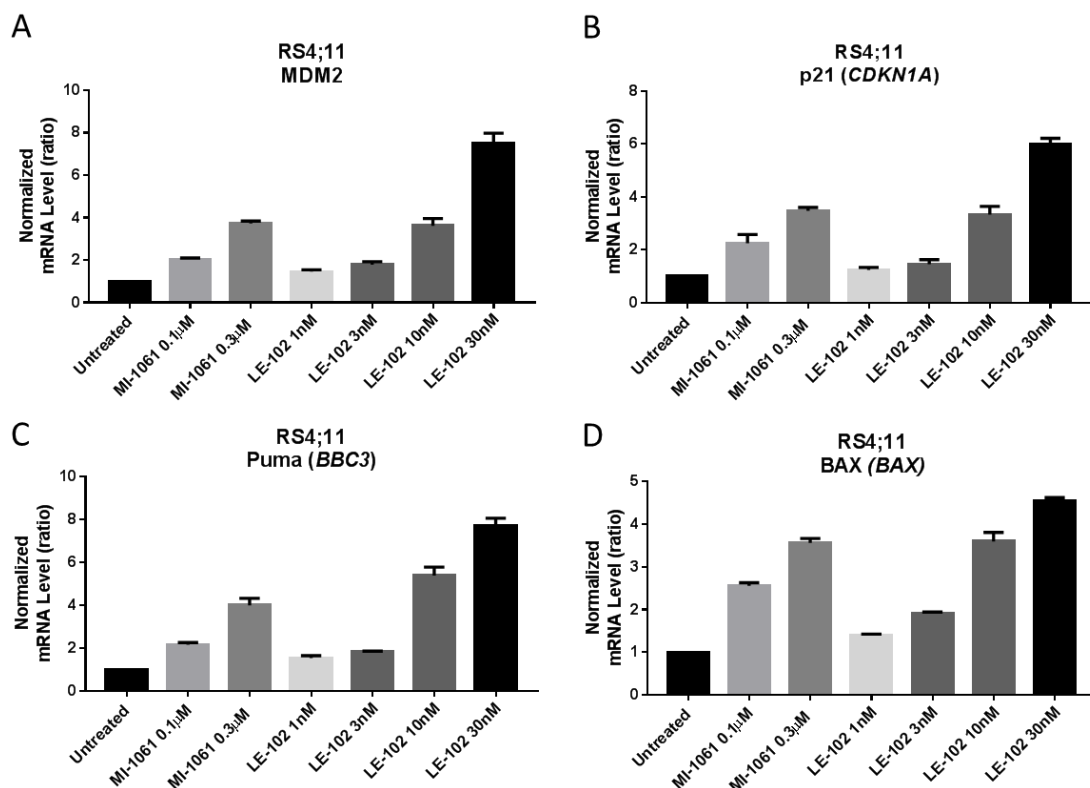 A
RS4;11
MDM2
Normalized
mRNA Level (ratio)
10
8
6
4
2
0
Untreated
MI-1061 0.1μM
MI-1061 0.3μM
LE-102 1nM
LE-102 3nM
LE-102 10nM
LE-102 30nM
B
RS4;11
p21 (CDKN1A)
Normalized
mRNA Level (ratio)
8
6
4
2
0
Untreated
MI-1061 0.1μM
MI-1061 0.3μM
LE-102 1nM
LE-102 3nM
LE-102 10nM
LE-102 30nM
C
RS4;11
Puma (BBC3)
Normalized
mRNA Level (ratio)
10
8
6
4
2
0
Untreated
MI-1061 0.1μM
MI-1061 0.3μM
LE-102 1nM
LE-102 3nM
LE-102 10nM
LE-102 30nM
D
RS4;11
BAX (BAX)
Normalized
mRNA Level (ratio)
5
4
3
2
1
0
Untreated
MI-1061 0.1μM
MI-1061 0.3μM
LE-102 1nM
LE-102 3nM
LE-102 10nM
LE-102 30nM